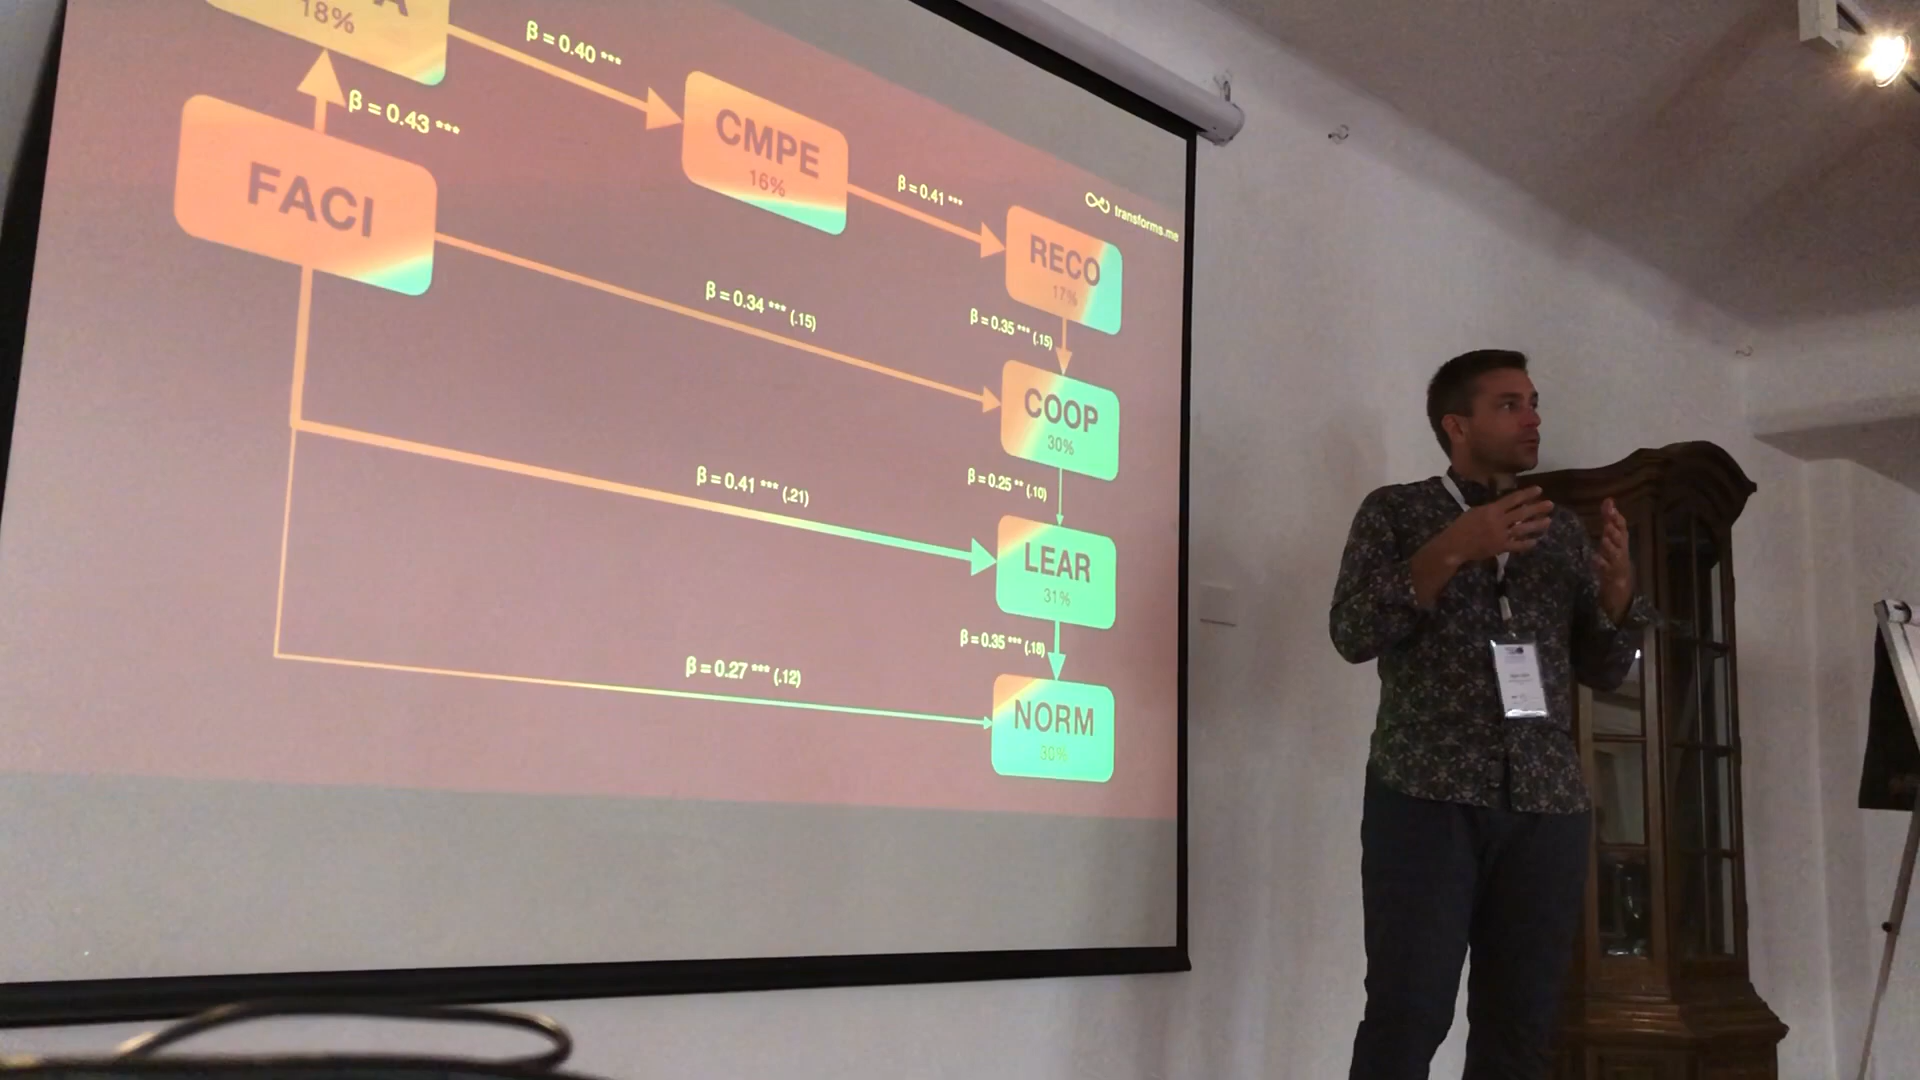 18%
β = 0.40 ***
β = 0.43 ***
CMPE
16%
FACI
β = 0.41 ***
transforms.me
RECO
17%
β = 0.34 *** (.15)
β = 0.35 *** (.15)
COOP
30%
β = 0.41 *** (.21)
β = 0.25 ** (.10)
LEAR
31%
β = 0.35 *** (.18)
β = 0.27 *** (.12)
NORM
30%